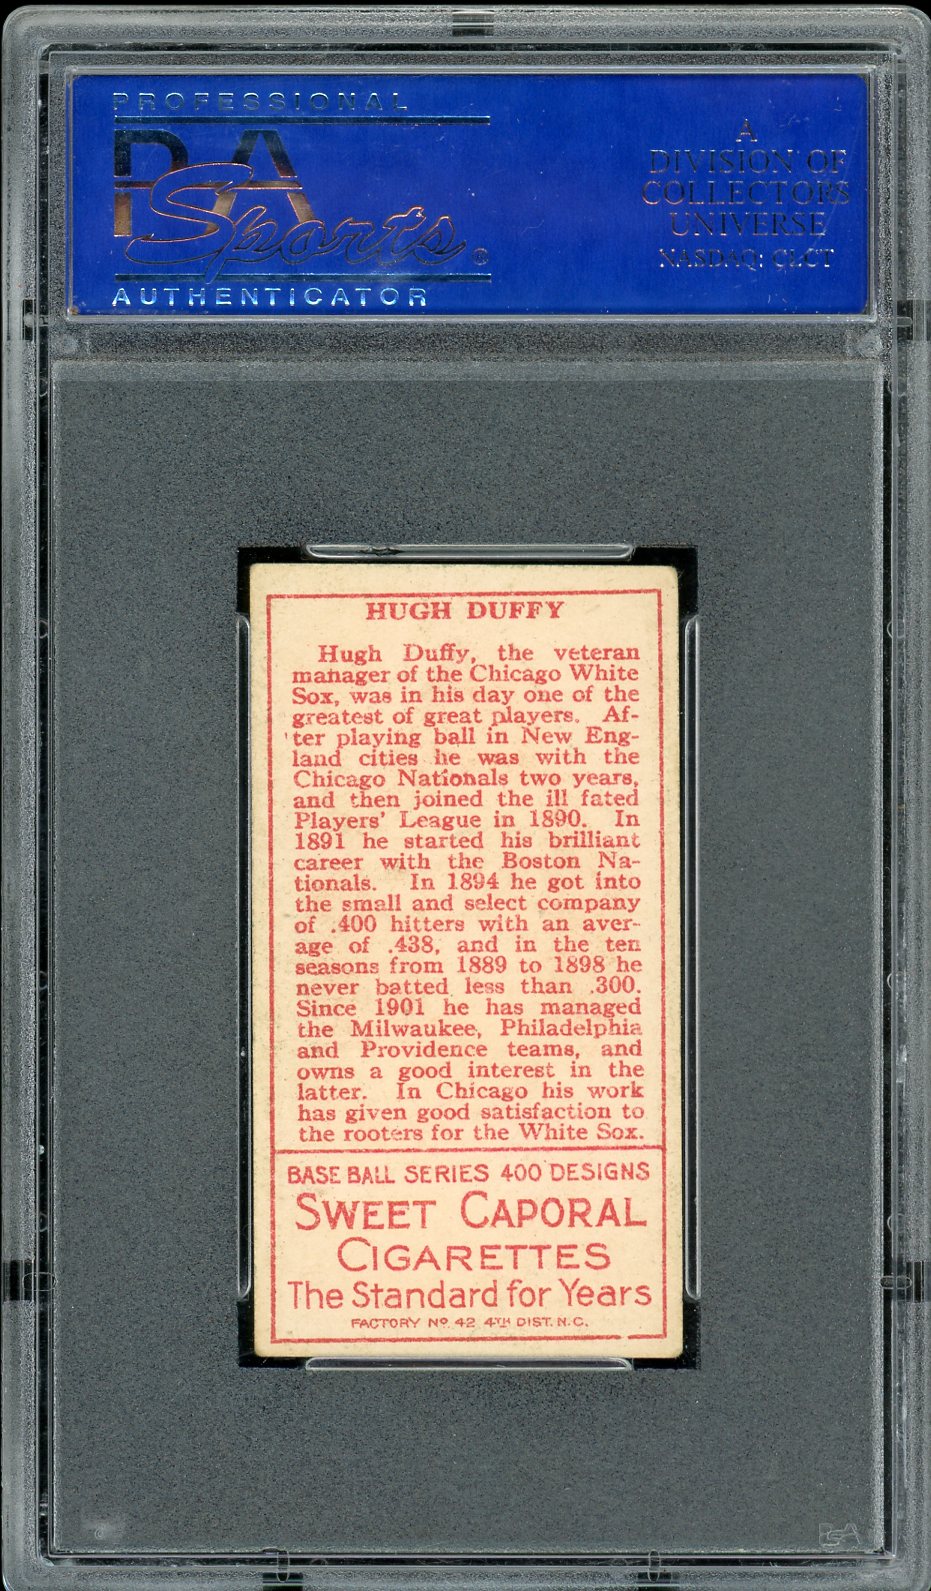 PROFESSIONAL
PSA
Sports®
AUTHENTICATOR
A
DIVISION OF
COLLECTORS
UNIVERSE
NASDAQ: CLCT
HUGH DUFFY
Hugh Duffy, the veteran
manager of the Chicago White
Sox, was in his day one of the
greatest of great players. Af-
ter playing ball in New Eng-
land cities he was with the
Chicago Nationals two years,
and then joined the ill fated
Players' League in 1890. In
1891 he started his brilliant
career with the Boston Na-
tionals. In 1894 he got into
the small and select company
of .400 hitters with an aver-
age of .438, and in the ten
seasons from 1889 to 1898 he
never batted less than .300.
Since 1901 he has managed
the Milwaukee, Philadelphia
and Providence teams, and
owns a good interest in the
latter. In Chicago his work
has given good satisfaction to
the rooters for the White Sox.
BASE BALL SERIES 400 DESIGNS
SWEET CAPORAL
CIGARETTES
The Standard for Years
FACTORY No. 42 4TH DIST. N.C.
PSA